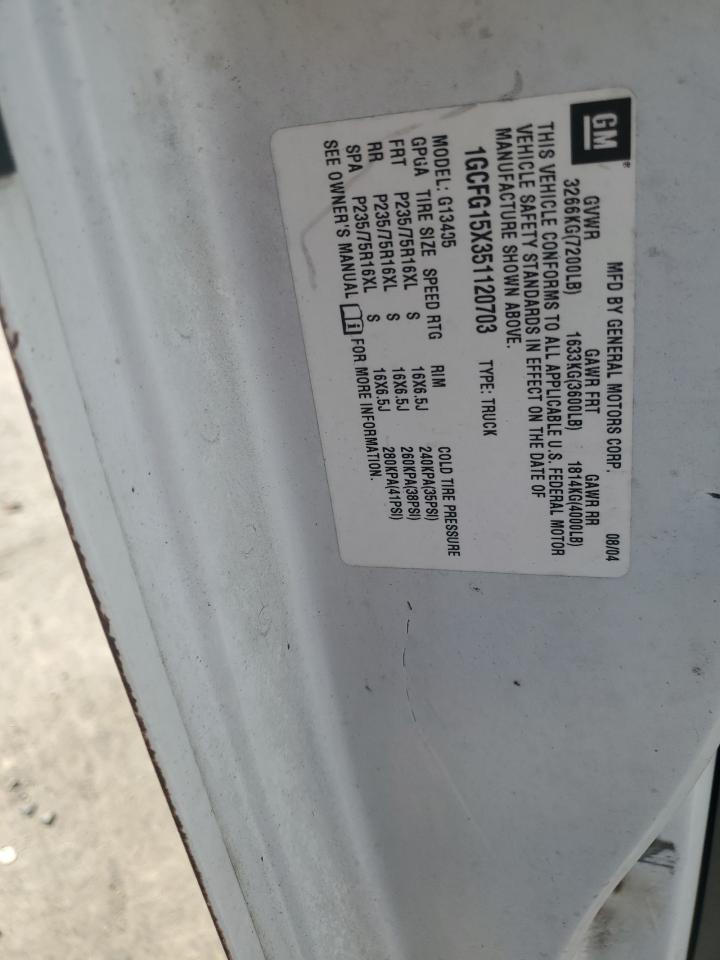 GM®
MFD BY GENERAL MOTORS CORP. 08/04
GVWR GAWR FRT GAWR RR
3266KG(7200LB) 1633KG(3600LB) 1814KG(4000LB)
THIS VEHICLE CONFORMS TO ALL APPLICABLE U.S. FEDERAL MOTOR
VEHICLE SAFETY STANDARDS IN EFFECT ON THE DATE OF
MANUFACTURE SHOWN ABOVE.
1GCFG15X351120703 TYPE: TRUCK
MODEL: G13405
GPGA TIRE SIZE SPEED RTG RIM COLD TIRE PRESSURE
FRT P235/75R16XL S 16X6.5J 240KPA(35PSI)
RR P235/75R16XL S 16X6.5J 260KPA(38PSI)
SPA P235/75R16XL S 16X6.5J 280KPA(41PSI)
SEE OWNER'S MANUAL FOR MORE INFORMATION.